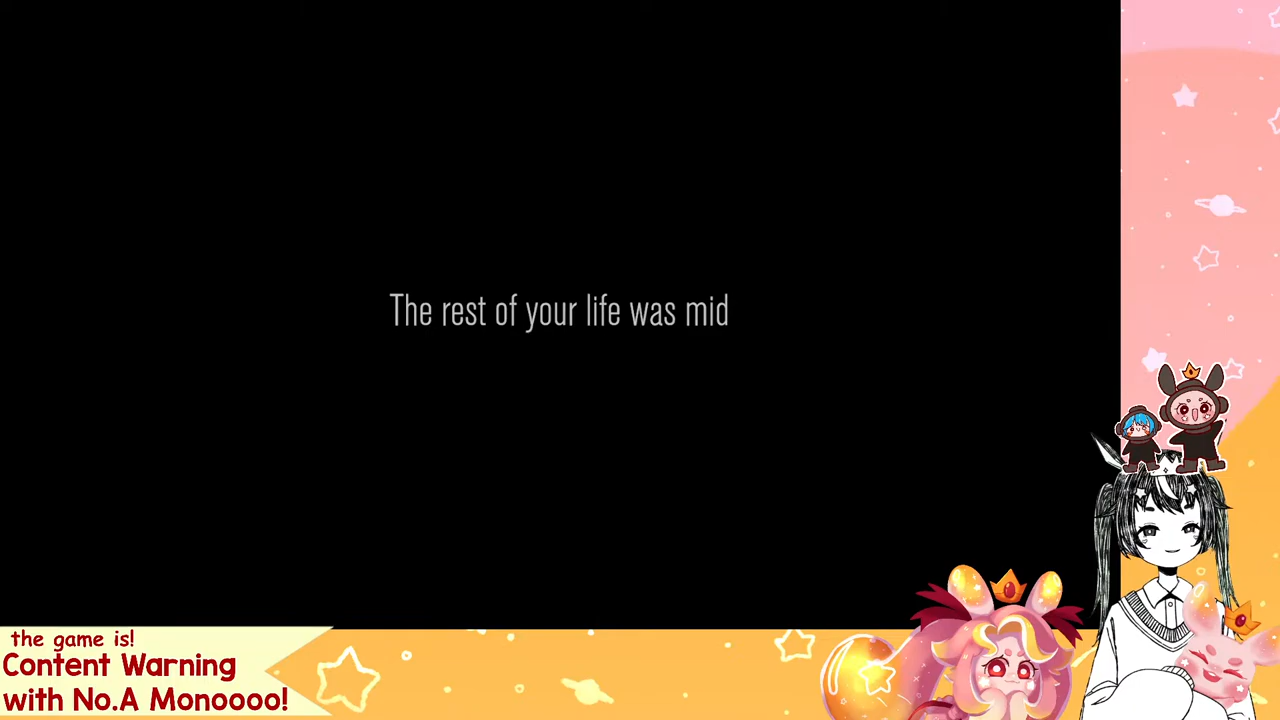 The rest of your life was mid
the game is!
Content Warning
with No.A Monoooo!